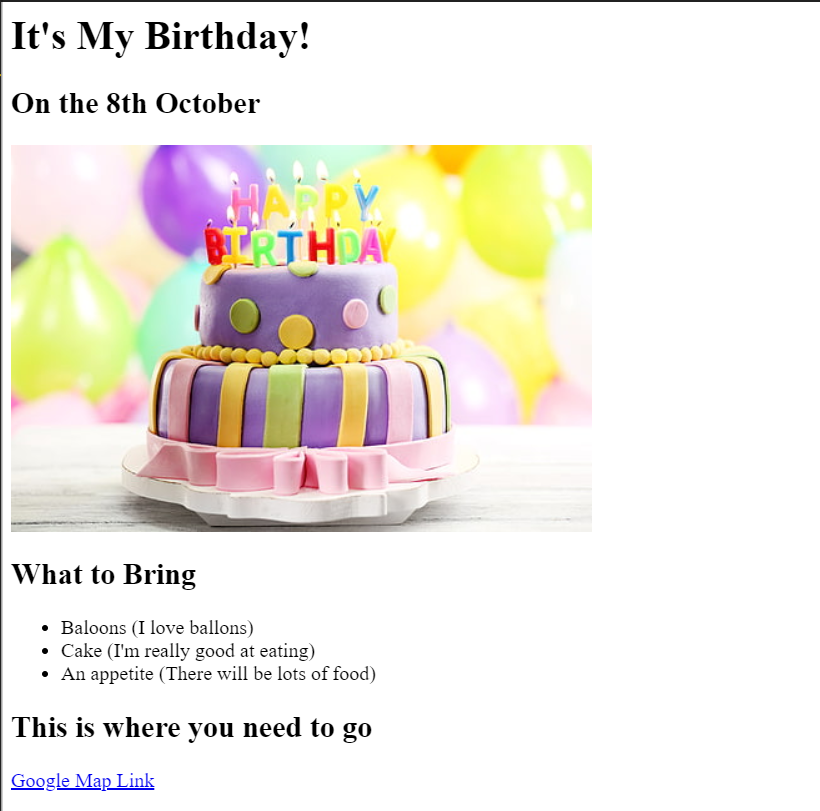 It's My Birthday!
On the 8th October
HAPPY
BIRTHDAY
What to Bring
Baloons (I love ballons)
Cake (I'm really good at eating)
An appetite (There will be lots of food)
This is where you need to go
Google Map Link